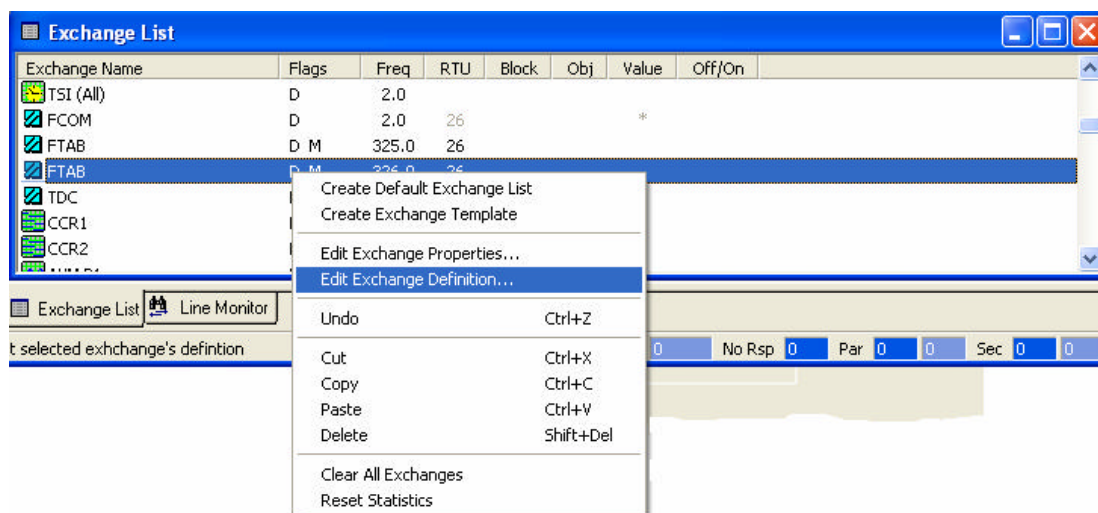 Exchange List
Exchange Name Flags Freq RTU Block Obj Value Off/On
TSI (All) D 2.0
FCOM D 2.0 26 *
FTAB D M 325.0 26
FTAB D M 326.0 26
TDC
CCR1
CCR2
Create Default Exchange List
Create Exchange Template
Edit Exchange Properties...
Edit Exchange Definition...
Undo Ctrl+Z
Cut Ctrl+X
Copy Ctrl+C
Paste Ctrl+V
Delete Shift+Del
Clear All Exchanges
Reset Statistics
Exchange List Line Monitor
t selected exhchange's defintion 0 No Rsp 0 Par 0 0 Sec 0 0